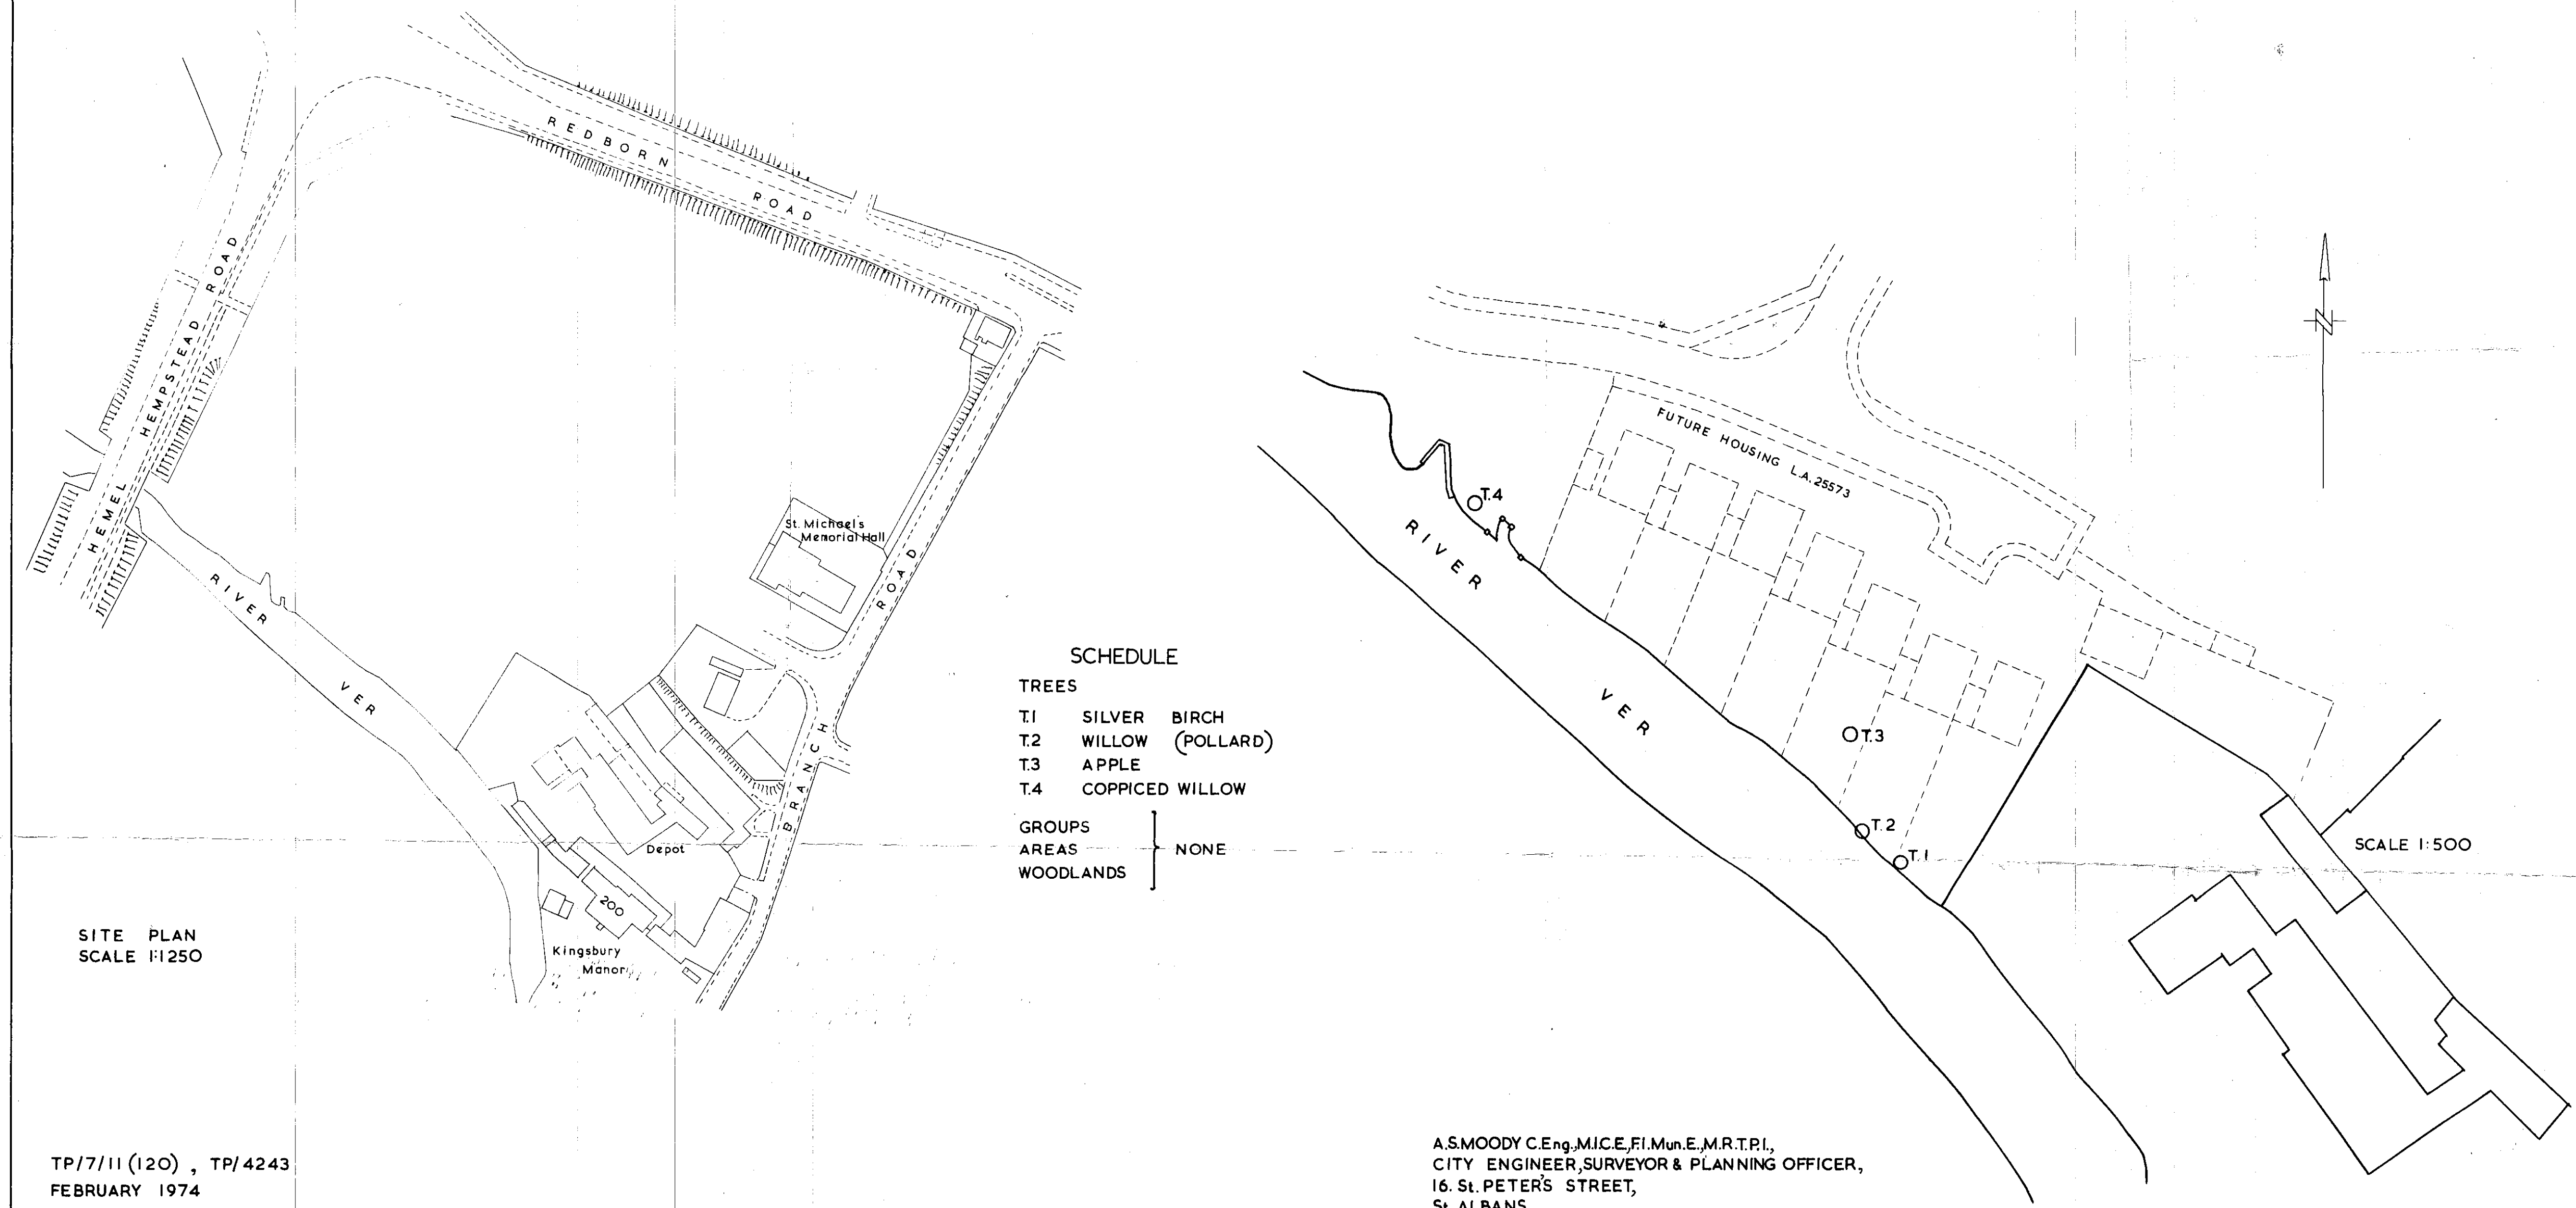 REDBORN ROAD
HEMEL HEMPSTEAD ROAD
RIVER VER
St. Michael's
Memorial Hall
BRANCH ROAD
Depot
200
Kingsbury
Manor
SITE PLAN
SCALE 1:1250
TP/7/11 (120) , TP/4243
FEBRUARY 1974
SCHEDULE
TREES
T.1 SILVER BIRCH
T.2 WILLOW (POLLARD)
T.3 APPLE
T.4 COPPICED WILLOW
GROUPS
AREAS NONE
WOODLANDS
FUTURE HOUSING L.A. 25573
T.4
RIVER VER
T.3
T.2
T.1
N
SCALE 1:500
A.S.MOODY C.Eng.,M.I.C.E,F.I.Mun.E.,M.R.T.P.I.,
CITY ENGINEER,SURVEYOR & PLANNING OFFICER,
16. St. PETER'S STREET,
St. ALBANS